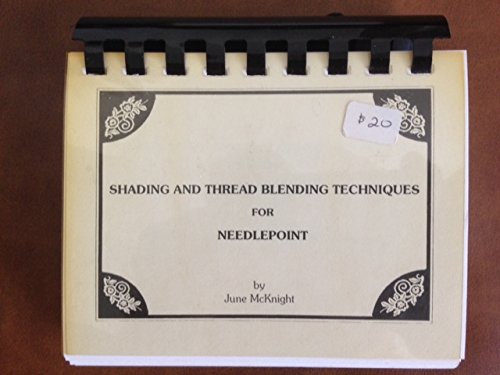 $20
SHADING AND THREAD BLENDING TECHNIQUES
FOR
NEEDLEPOINT
by
June McKnight